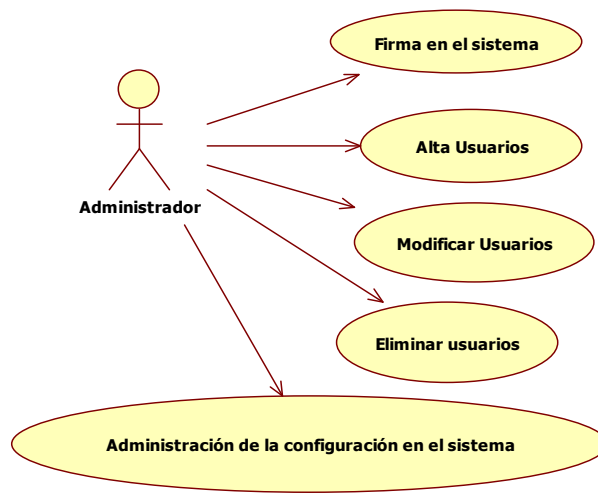 Firma en el sistema
Alta Usuarios
Administrador
Modificar Usuarios
Eliminar usuarios
Administración de la configuración en el sistema